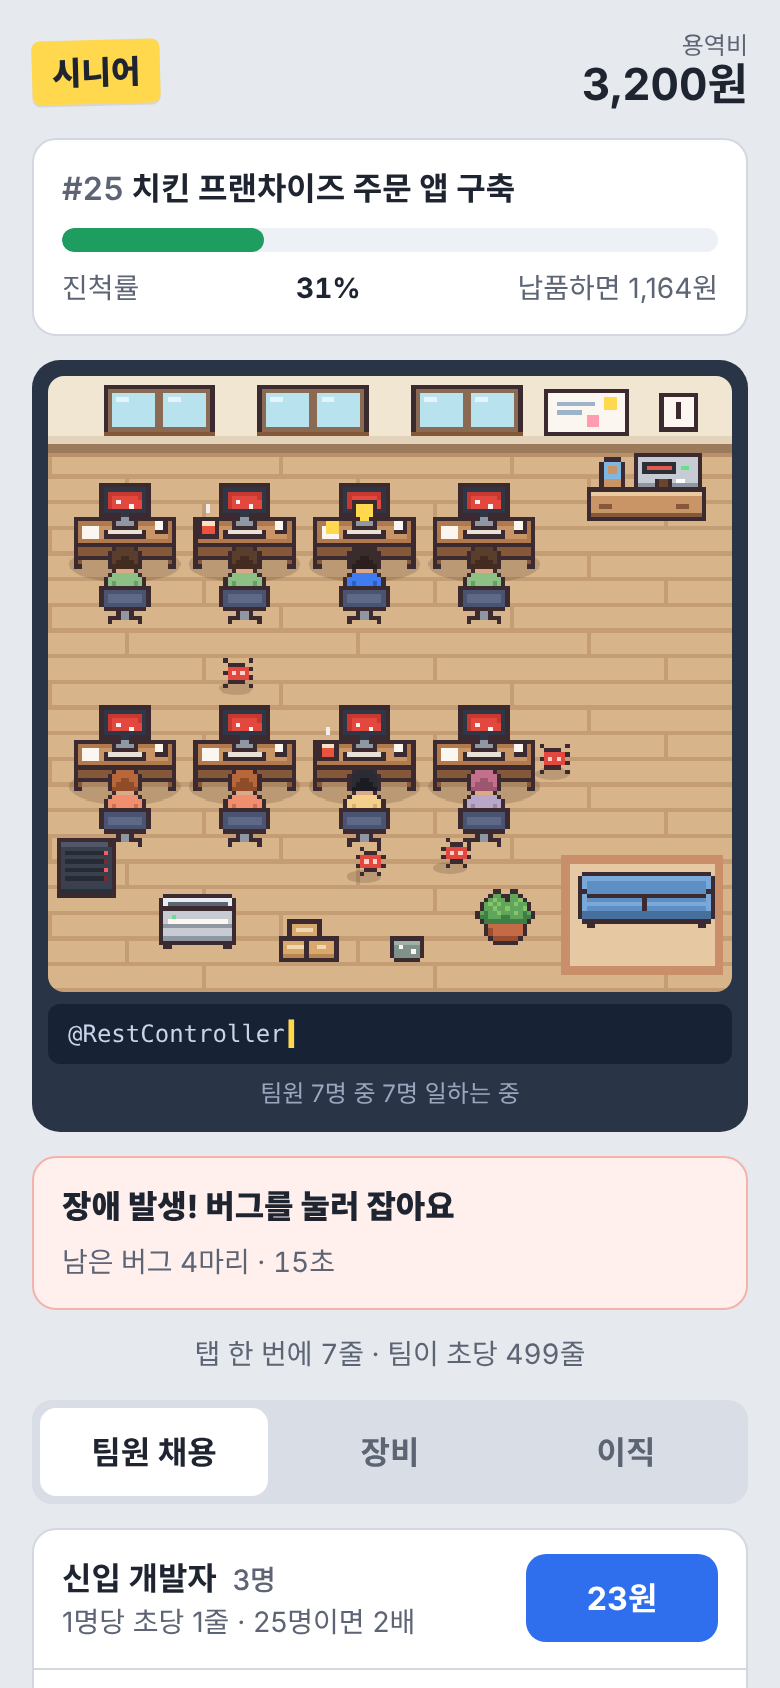 시니어
용역비
3,200원
#25 치킨 프랜차이즈 주문 앱 구축
진척률 31% 납품하면 1,164원
@RestController
팀원 7명 중 7명 일하는 중
장애 발생! 버그를 눌러 잡아요
남은 버그 4마리 · 15초
탭 한 번에 7줄 · 팀이 초당 499줄
팀원 채용 장비 이직
신입 개발자 3명
1명당 초당 1줄 · 25명이면 2배
23원